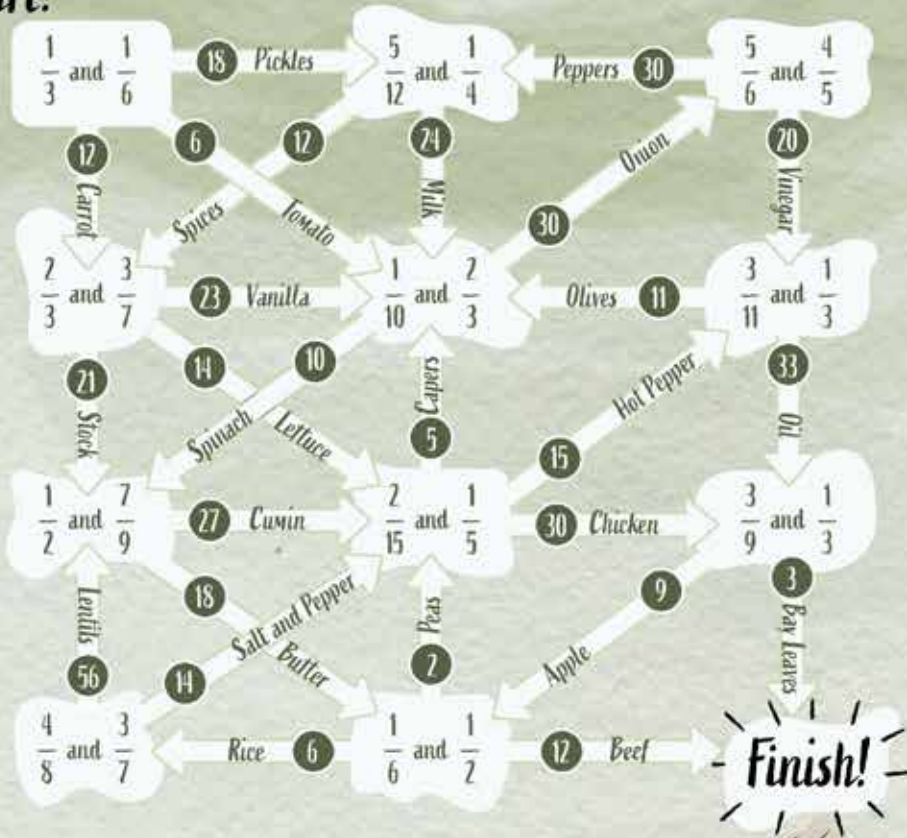 1/3 and 1/6
18 Pickles
5/12 and 1/4
Peppers 30
5/6 and 4/5
12 Carrot
6 Tomato
12 Spices
24 Milk
30 Onion
20 Vinegar
2/3 and 3/7
23 Vanilla
1/10 and 2/3
Olives 11
3/11 and 1/3
21 Stock
14 Lettuce
10 Spinach
Capers 5
15 Hot Pepper
33 Oil
1/2 and 7/9
27 Cumin
2/15 and 1/5
30 Chicken
3/9 and 1/3
Lentils 56
18 Butter
14 Salt and Pepper
Peas 2
9 Apple
3 Bay Leaves
4/8 and 3/7
Rice 6
1/6 and 1/2
12 Beef
Finish!